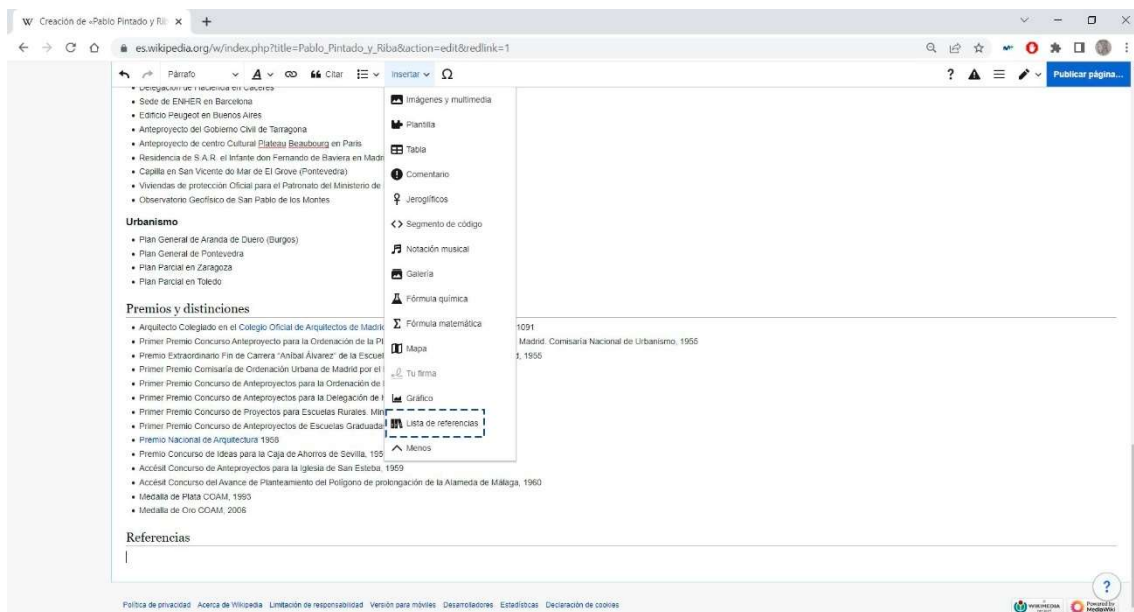 Creación de «Pablo Pintado y Rib
es.wikipedia.org/w/index.php?title=Pablo_Pintado_y_Riba&action=edit&redlink=1
Párrafo A Citar Insertar Ω ? Publicar página...
Delegación de Hacienda en Cáceres
Sede de ENHER en Barcelona
Edificio Peugeot en Buenos Aires
Anteproyecto del Gobierno Civil de Tarragona
Anteproyecto de centro Cultural Plateau Beaubourg en Paris
Residencia de S.A.R. el Infante don Fernando de Baviera en Madri
Capilla en San Vicente do Mar de El Grove (Pontevedra)
Viviendas de protección Oficial para el Patronato del Ministerio de
Observatorio Geofísico de San Pablo de los Montes
Urbanismo
Plan General de Aranda de Duero (Burgos)
Plan General de Pontevedra
Plan Parcial en Zaragoza
Plan Parcial en Toledo
Premios y distinciones
Arquitecto Colegiado en el Colegio Oficial de Arquitectos de Madri 1091
Primer Premio Concurso Anteproyecto para la Ordenación de la Pl Madrid. Comisaría Nacional de Urbanismo, 1955
Premio Extraordinario Fin de Carrera “Aníbal Álvarez” de la Escuel 1955
Primer Premio Comisaría de Ordenación Urbana de Madrid por el
Primer Premio Concurso de Anteproyectos para la Ordenación de
Primer Premio Concurso de Anteproyectos para la Delegación de
Primer Premio Concurso de Proyectos para Escuelas Rurales. Min
Primer Premio Concurso de Anteproyectos de Escuelas Graduada
Premio Nacional de Arquitectura 1956
Premio Concurso de Ideas para la Caja de Ahorros de Sevilla, 195
Accésit Concurso de Anteproyectos para la Iglesia de San Esteba, 1959
Accésit Concurso del Avance de Planteamiento del Polígono de prolongación de la Alameda de Málaga, 1960
Medalla de Plata COAM, 1993
Medalla de Oro COAM, 2006
Referencias
Imágenes y multimedia
Plantilla
Tabla
Comentario
Jeroglíficos
Segmento de código
Notación musical
Galería
Fórmula química
Fórmula matemática
Mapa
Tu firma
Gráfico
Lista de referencias
Menos
Política de privacidad Acerca de Wikipedia Limitación de responsabilidad Versión para móviles Desarrolladores Estadísticas Declaración de cookies
WIKIMEDIA
Powered by
MediaWiki
?